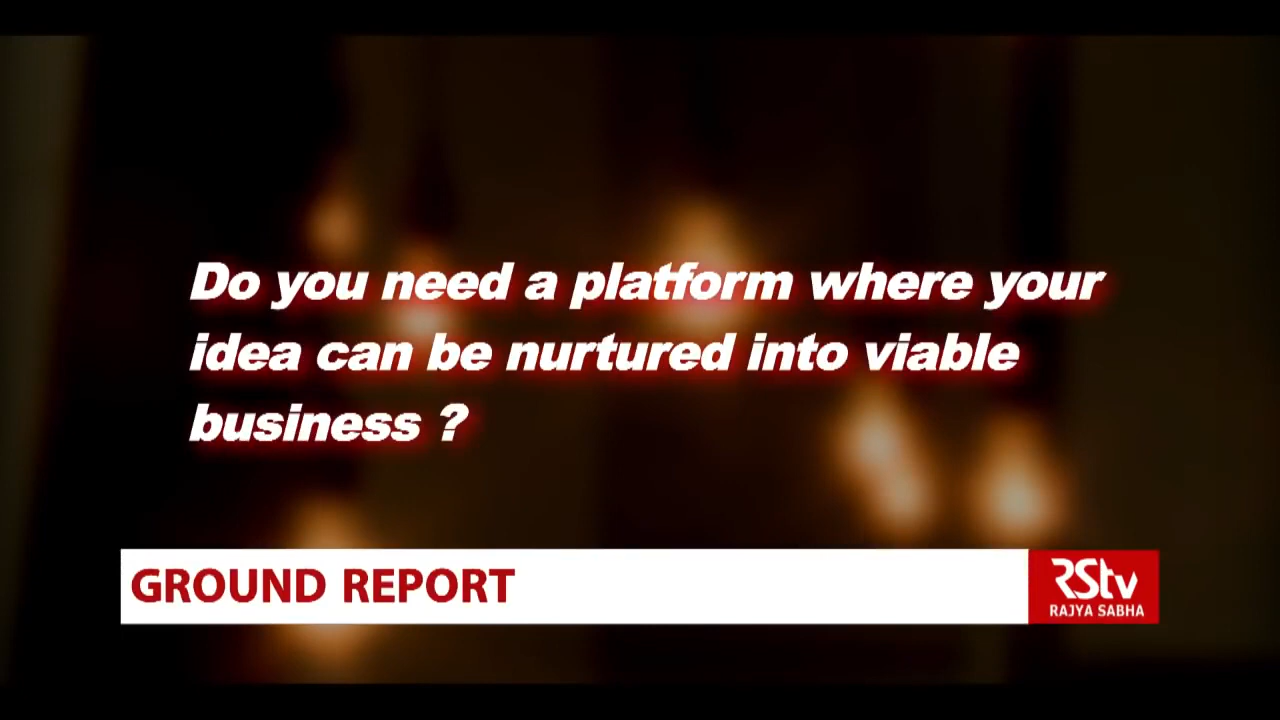 Do you need a platform where your
idea can be nurtured into viable
business ?
GROUND REPORT
RStv
RAJYA SABHA